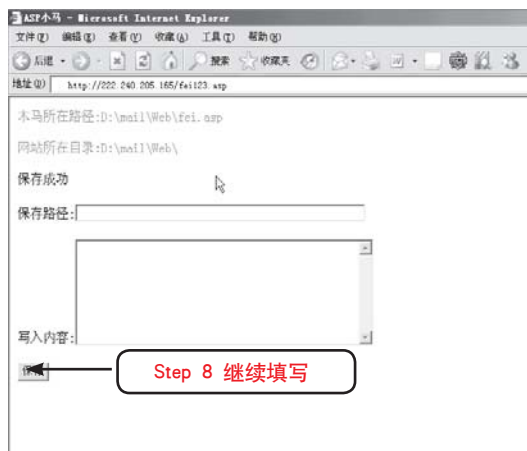 ASP小马 - Microsoft Internet Explorer
文件(F) 编辑(E) 查看(V) 收藏(A) 工具(T) 帮助(H)
后退 搜索 收藏夹
地址(D) http://222.240.205.165/fei123.asp
木马所在路径:D:\mail\Web\fei.asp
网站所在目录:D:\mail\Web\
保存成功
保存路径:
写入内容:
Step 8 继续填写